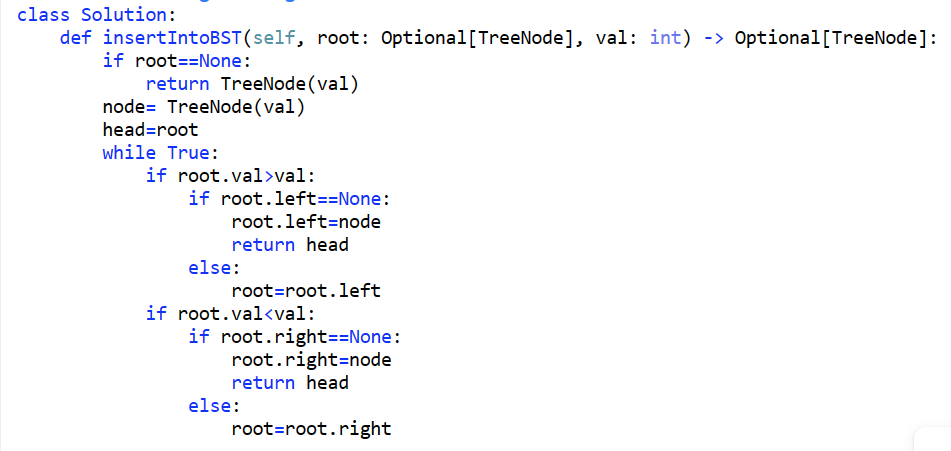 class Solution:
    def insertIntoBST(self, root: Optional[TreeNode], val: int) -> Optional[TreeNode]:
        if root==None:
            return TreeNode(val)
        node= TreeNode(val)
        head=root
        while True:
            if root.val>val:
                if root.left==None:
                    root.left=node
                    return head
                else:
                    root=root.left
            if root.val<val:
                if root.right==None:
                    root.right=node
                    return head
                else:
                    root=root.right